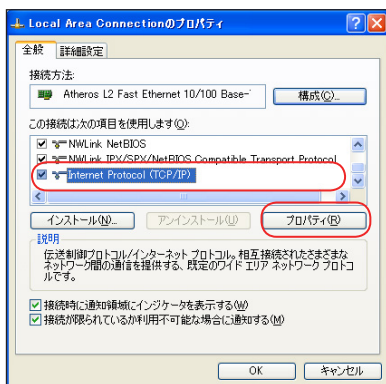 Local Area Connectionのプロパティ
全般 詳細設定
接続方法:
Atheros L2 Fast Ethernet 10/100 Base-
構成(C)...
この接続は次の項目を使用します(O):
NWLink NetBIOS
NWLink IPX/SPX/NetBIOS Compatible Transport Protocol
Internet Protocol (TCP/IP)
インストール(N)... アンインストール(U) プロパティ(R)
説明
伝送制御プロトコル/インターネット プロトコル。相互接続されたさまざまな
ネットワーク間の通信を提供する、既定のワイド エリア ネットワーク プロトコ
ルです。
接続時に通知領域にインジケータを表示する(W)
接続が限られているか利用不可能な場合に通知する(M)
OK キャンセル